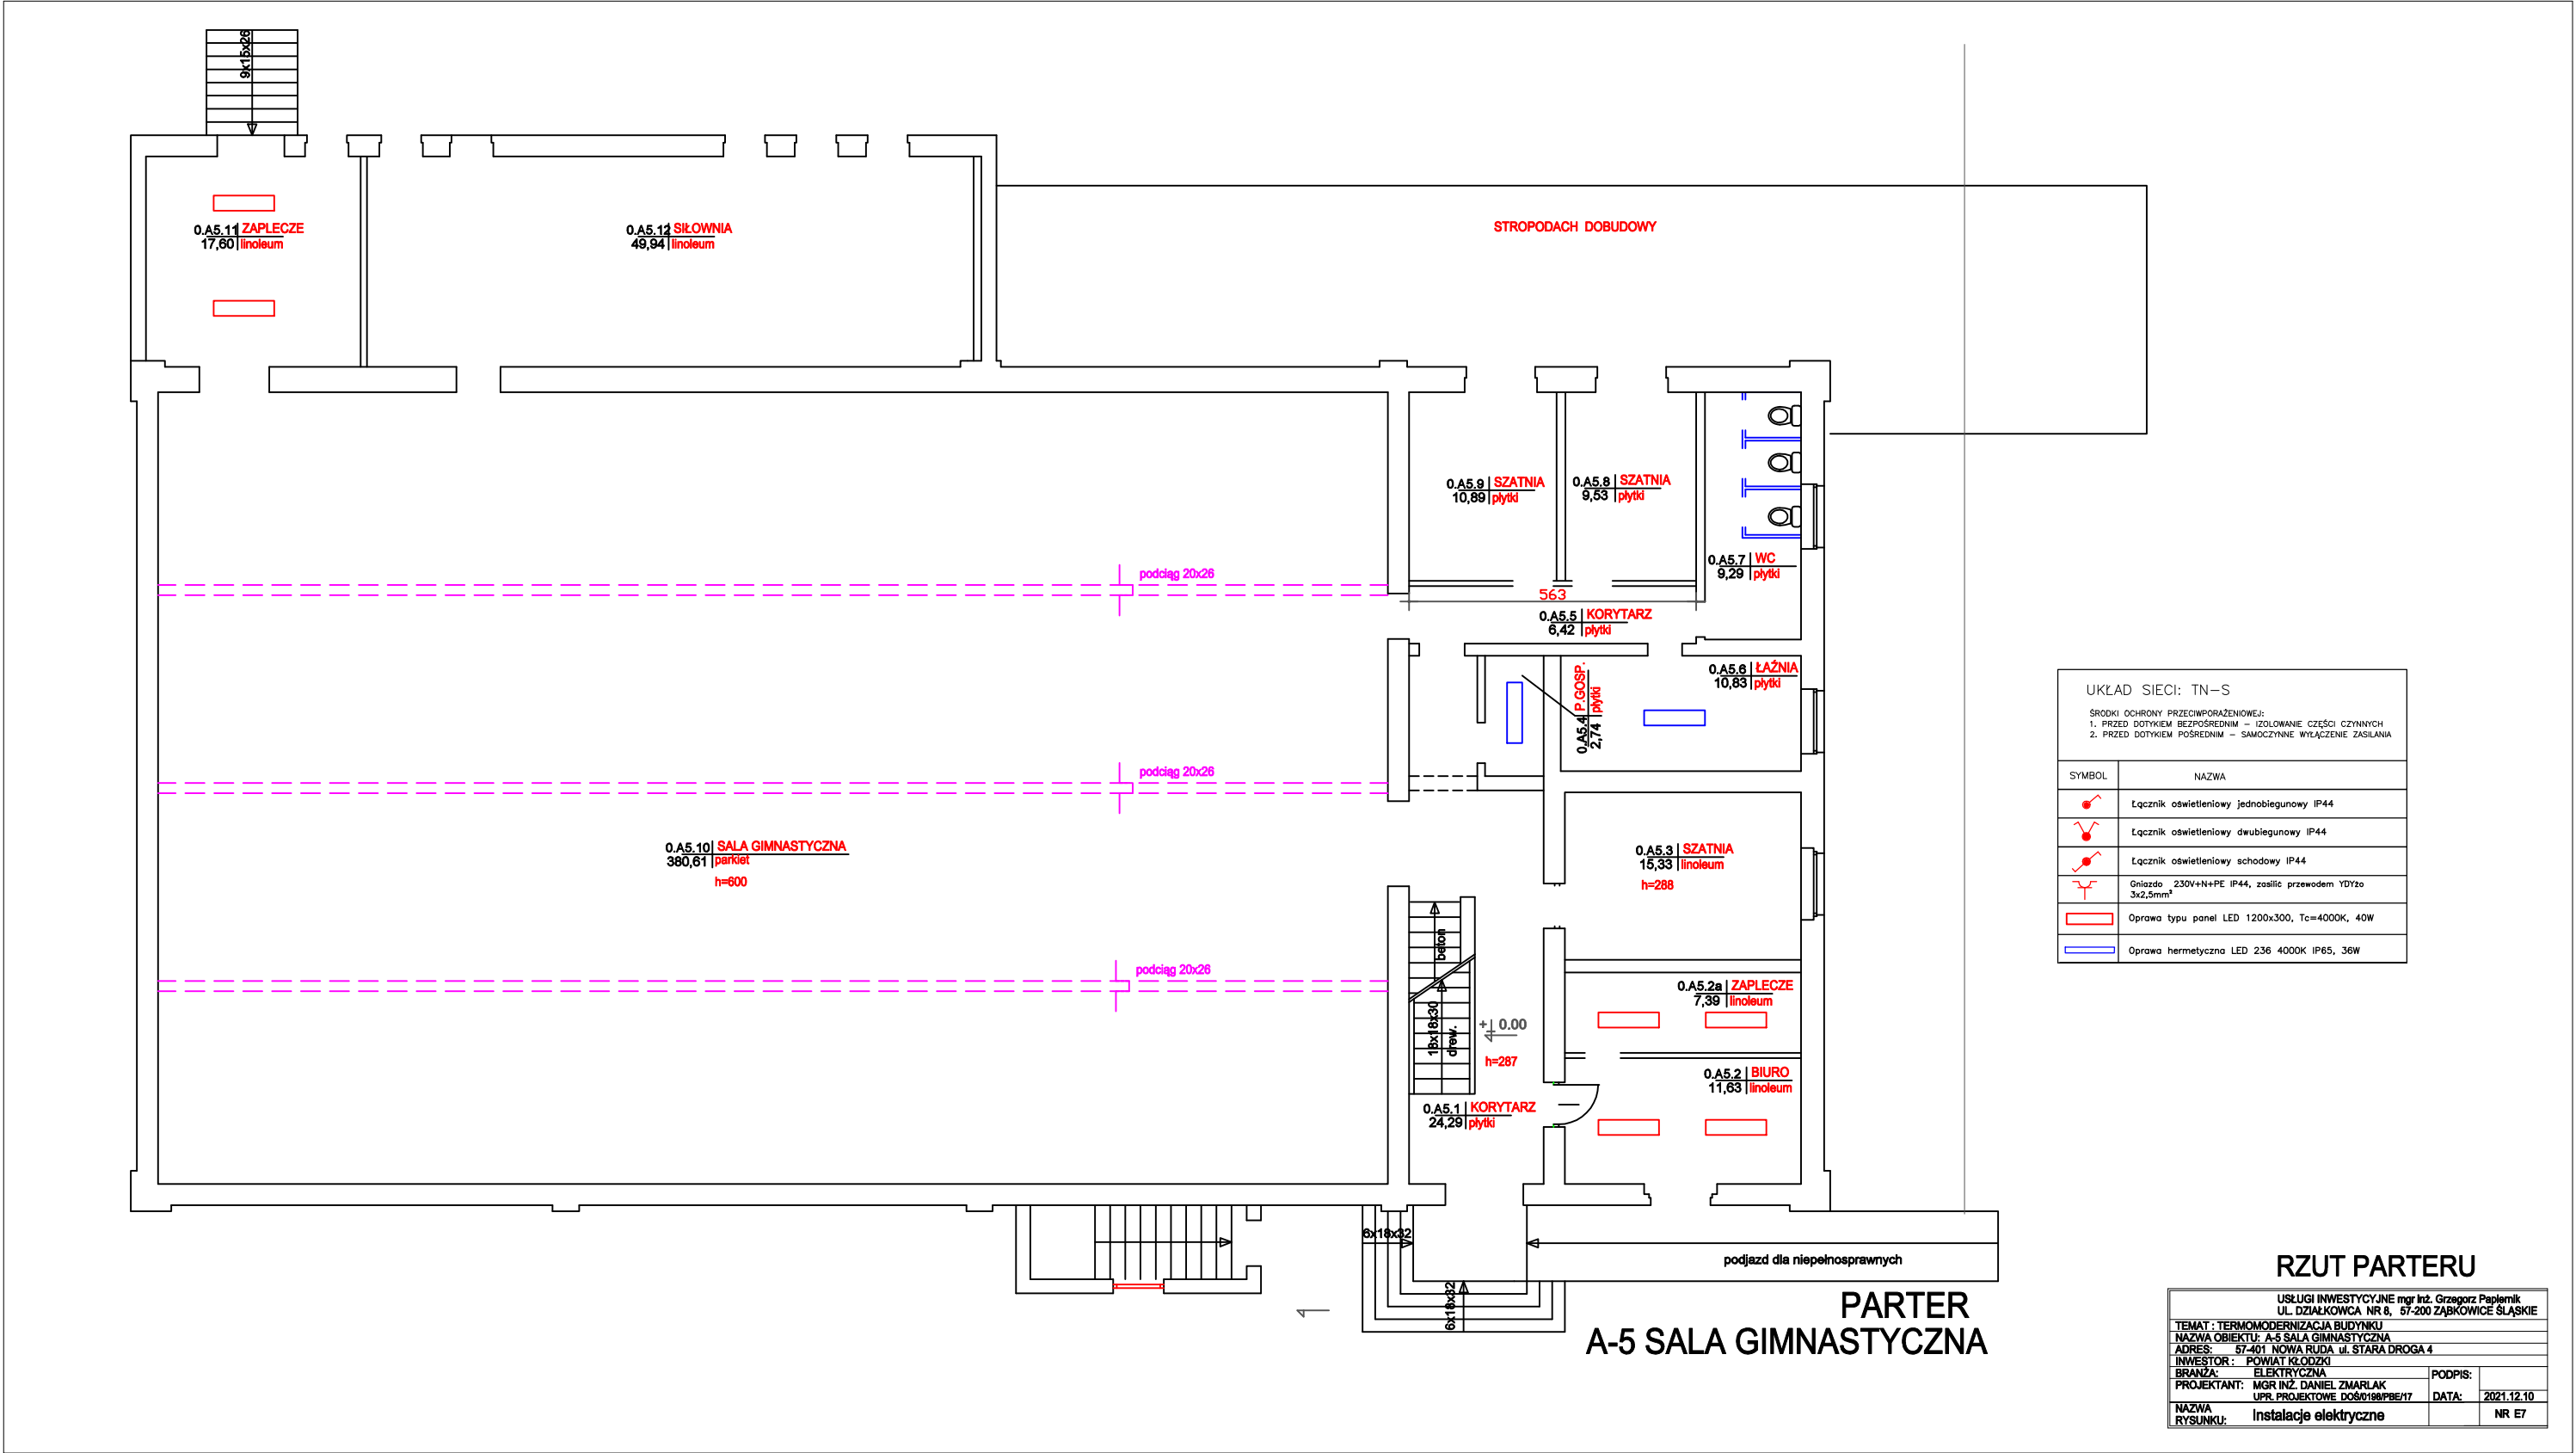 9x15x26
0.A5.11 ZAPLECZE
17,60 linoleum
0.A5.12 SIŁOWNIA
49,94 linoleum
STROPODACH DOBUDOWY
0.A5.9 SZATNIA
10,89 płytki
0.A5.8 SZATNIA
9,53 płytki
0.A5.7 WC
9,29 płytki
podciąg 20x26
563
0.A5.5 KORYTARZ
6,42 płytki
0.A5.4 P.GOSP.
2,74 płytki
0.A5.6 ŁAŹNIA
10,83 płytki
podciąg 20x26
0.A5.10 SALA GIMNASTYCZNA
380,61 parkiet
h=600
0.A5.3 SZATNIA
15,33 linoleum
h=288
podciąg 20x26
beton
18x18x30
drew.
+ 0.00
h=287
0.A5.2a ZAPLECZE
7,39 linoleum
0.A5.2 BIURO
11,63 linoleum
0.A5.1 KORYTARZ
24,29 płytki
6x18x32
6x18x32
podjazd dla niepełnosprawnych
PARTER
A-5 SALA GIMNASTYCZNA
UKŁAD SIECI: TN-S
ŚRODKI OCHRONY PRZECIWPORAŻENIOWEJ:
1. PRZED DOTYKIEM BEZPOŚREDNIM - IZOLOWANIE CZĘŚCI CZYNNYCH
2. PRZED DOTYKIEM POŚREDNIM - SAMOCZYNNE WYŁĄCZENIE ZASILANIA
SYMBOL NAZWA
Łącznik oświetleniowy jednobiegunowy IP44
Łącznik oświetleniowy dwubiegunowy IP44
Łącznik oświetleniowy schodowy IP44
Gniazdo 230V+N+PE IP44, zasilić przewodem YDYżo
3x2,5mm²
Oprawa typu panel LED 1200x300, Tc=4000K, 40W
Oprawa hermetyczna LED 236 4000K IP65, 36W
RZUT PARTERU
USŁUGI INWESTYCYJNE mgr inż. Grzegorz Papiernik
UL. DZIAŁKOWCA NR 8, 57-200 ZĄBKOWICE ŚLĄSKIE
TEMAT : TERMOMODERNIZACJA BUDYNKU
NAZWA OBIEKTU: A-5 SALA GIMNASTYCZNA
ADRES: 57-401 NOWA RUDA ul. STARA DROGA 4
INWESTOR : POWIAT KŁODZKI
BRANŻA: ELEKTRYCZNA PODPIS:
PROJEKTANT: MGR INŻ. DANIEL ZMARLAK
UPR. PROJEKTOWE DOŚ/0198/PBE/17 DATA: 2021.12.10
NAZWA
RYSUNKU: Instalacje elektryczne NR E7